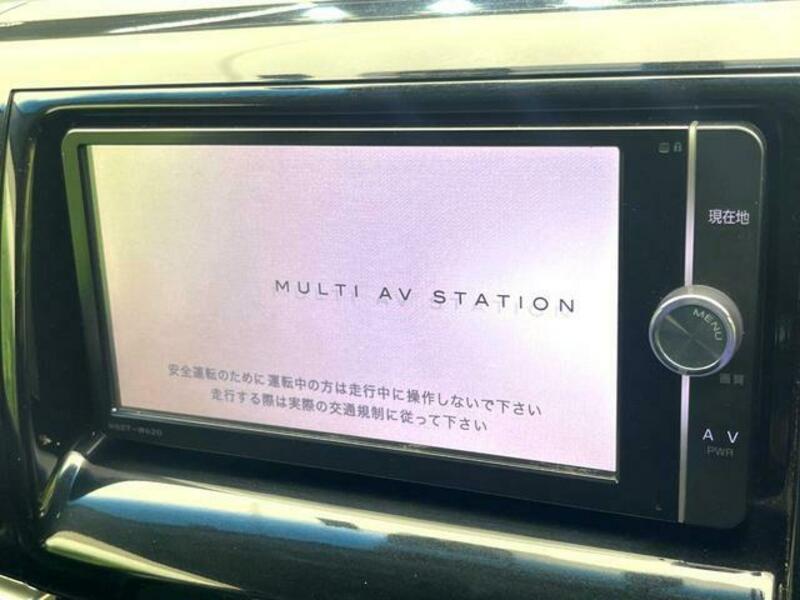 MULTI AV STATION
安全運転のために運転中の方は走行中に操作しないで下さい
走行する際は実際の交通規制に従って下さい
現在地
MENU
画質
AV
PWR